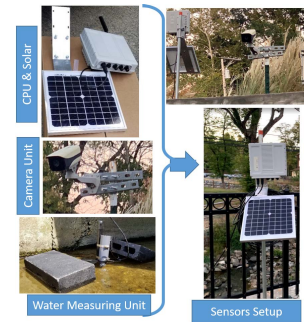 CPU & Solar
Camera Unit
Water Measuring Unit
Sensors Setup